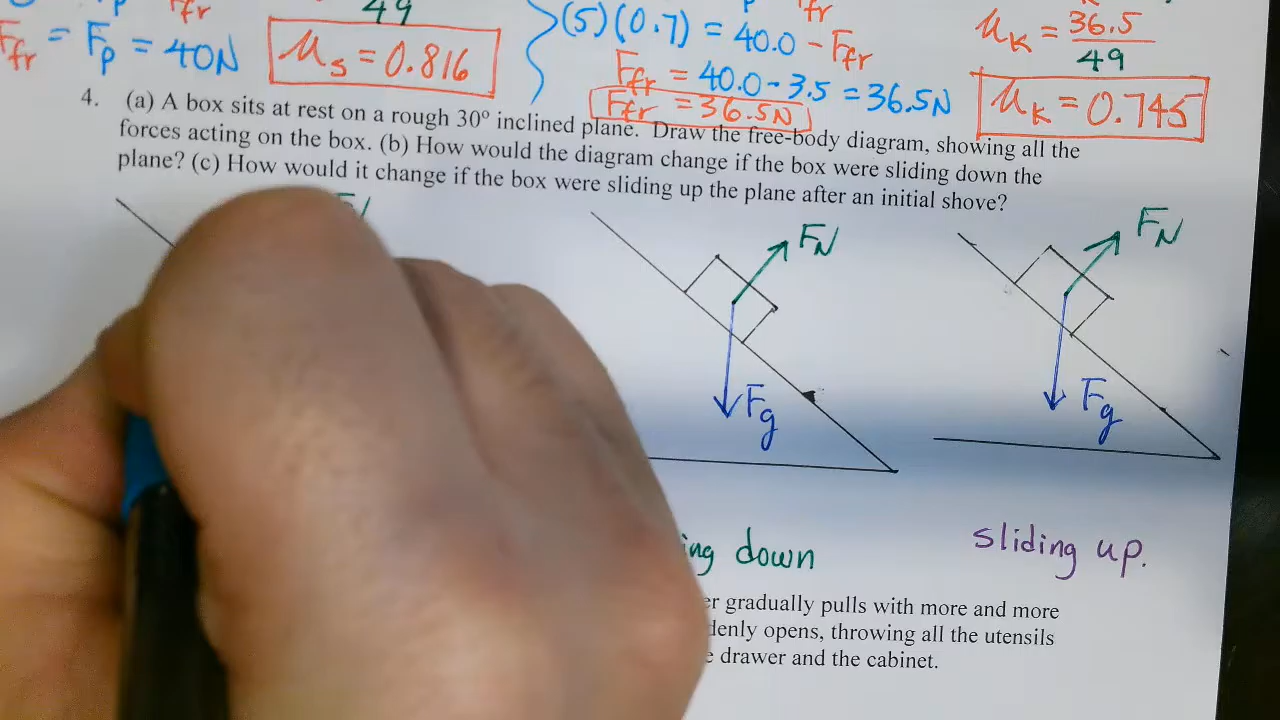 49
fr = Fp = 40N
μs = 0.816
(5)(0.7) = 40.0 - Ffr
Ffr = 40.0 - 3.5 = 36.5N
Ffr = 36.5N
μK = 36.5
49
μK = 0.745
4. (a) A box sits at rest on a rough 30° inclined plane. Draw the free-body diagram, showing all the
forces acting on the box. (b) How would the diagram change if the box were sliding down the
plane? (c) How would it change if the box were sliding up the plane after an initial shove?
FN
Fg
FN
Fg
ing down
sliding up.
er gradually pulls with more and more
denly opens, throwing all the utensils
e drawer and the cabinet.